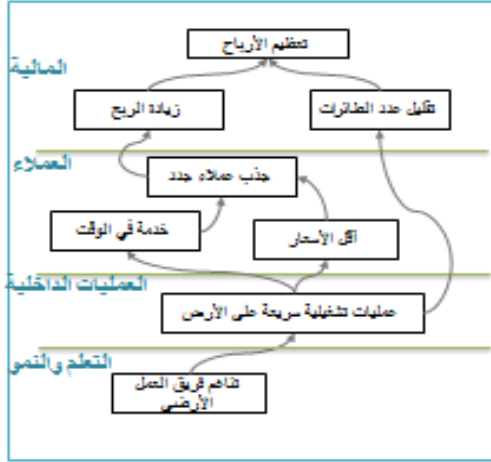 تعظيم الأرباح
المالية
زيادة الربح
تقليل عدد الطائرات
العملاء
جذب عملاء جدد
خدمة في الوقت
أقل الأسعار
العمليات الداخلية
عمليات تشغيلية سريعة على الأرض
التعلم والنمو
تفاهم فريق العمل
الأرضي